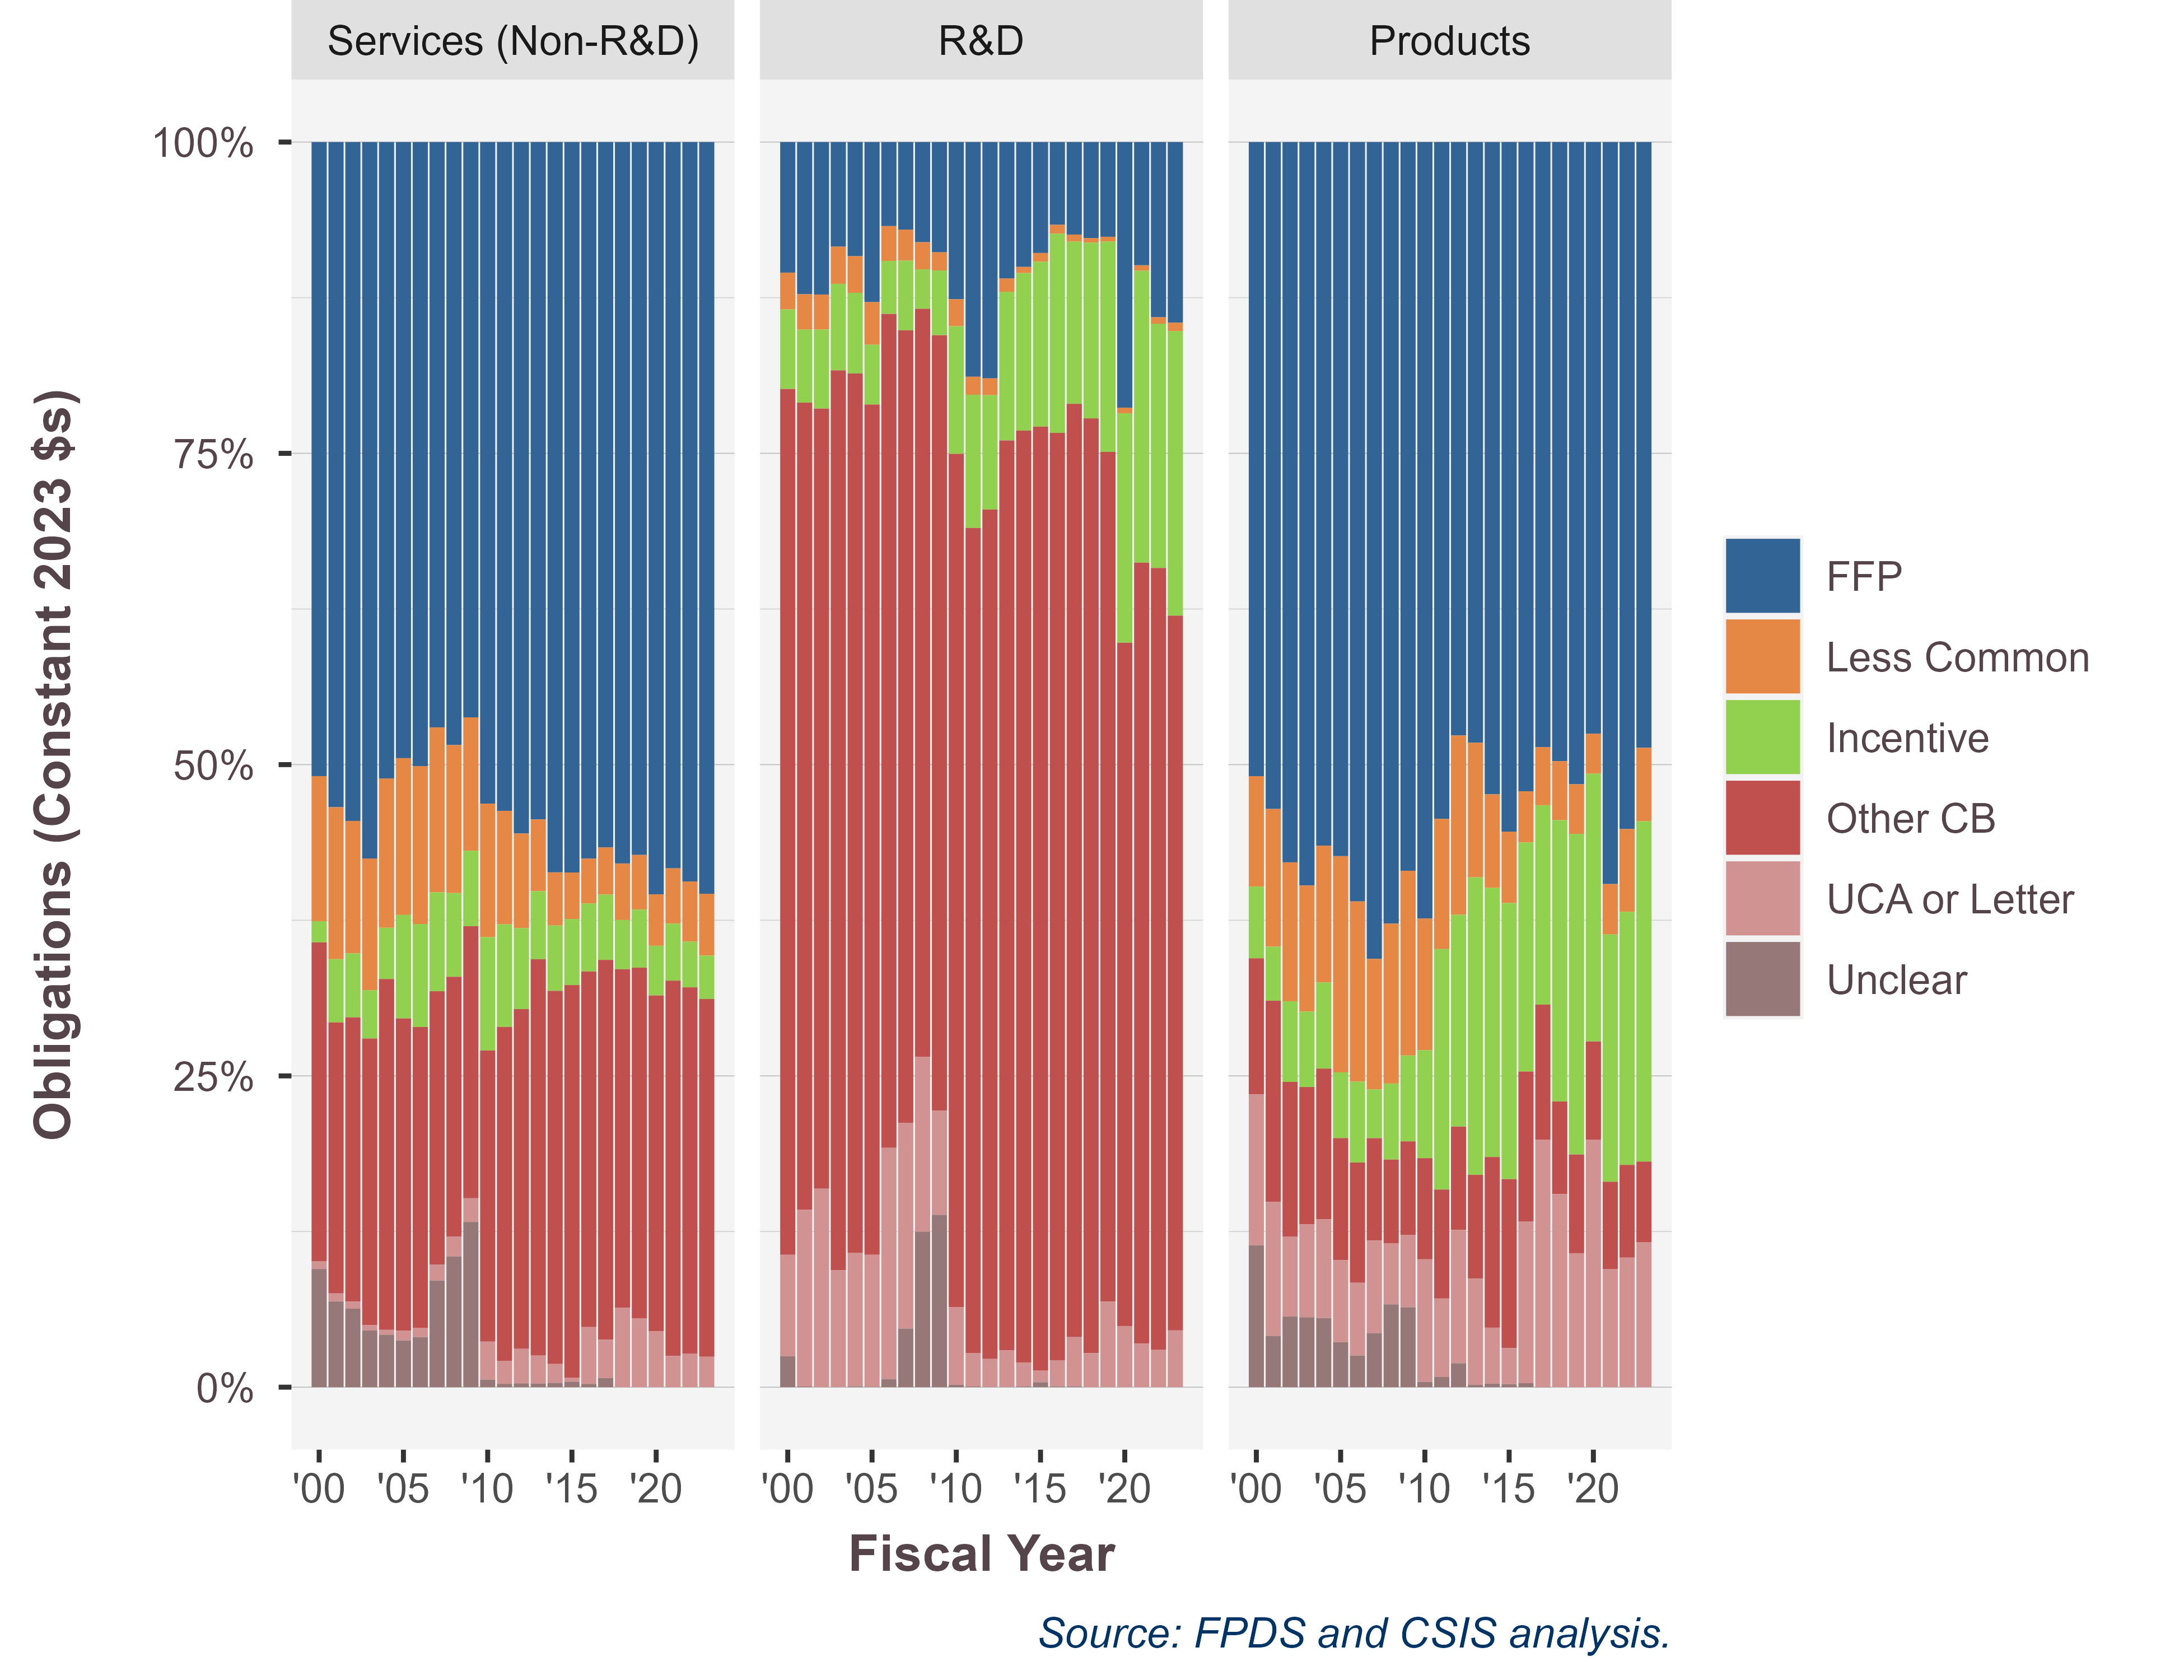 Services (Non-R&D)
R&D
Products
Obligations (Constant 2023 $s)
100%
75%
50%
25%
0%
'00 '05 '10 '15 '20
'00 '05 '10 '15 '20
'00 '05 '10 '15 '20
Fiscal Year
FFP
Less Common
Incentive
Other CB
UCA or Letter
Unclear
Source: FPDS and CSIS analysis.